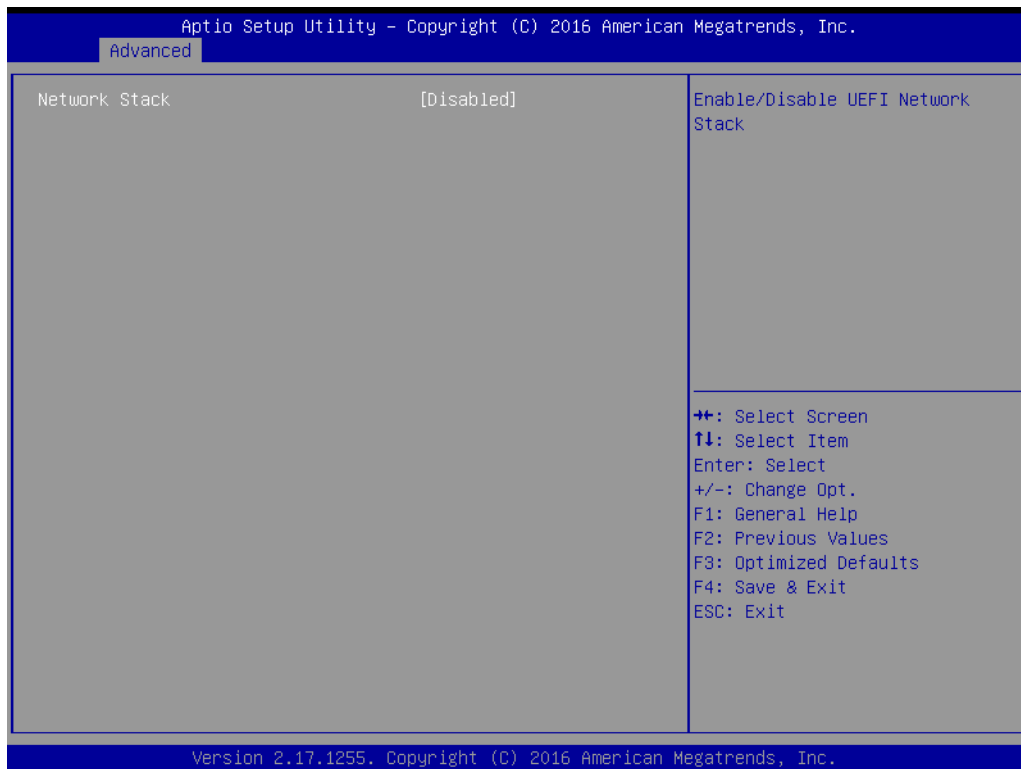 Aptio Setup Utility – Copyright (C) 2016 American Megatrends, Inc.
Advanced
Network Stack [Disabled]
Enable/Disable UEFI Network
Stack
→←: Select Screen
↑↓: Select Item
Enter: Select
+/-: Change Opt.
F1: General Help
F2: Previous Values
F3: Optimized Defaults
F4: Save & Exit
ESC: Exit
Version 2.17.1255. Copyright (C) 2016 American Megatrends, Inc.